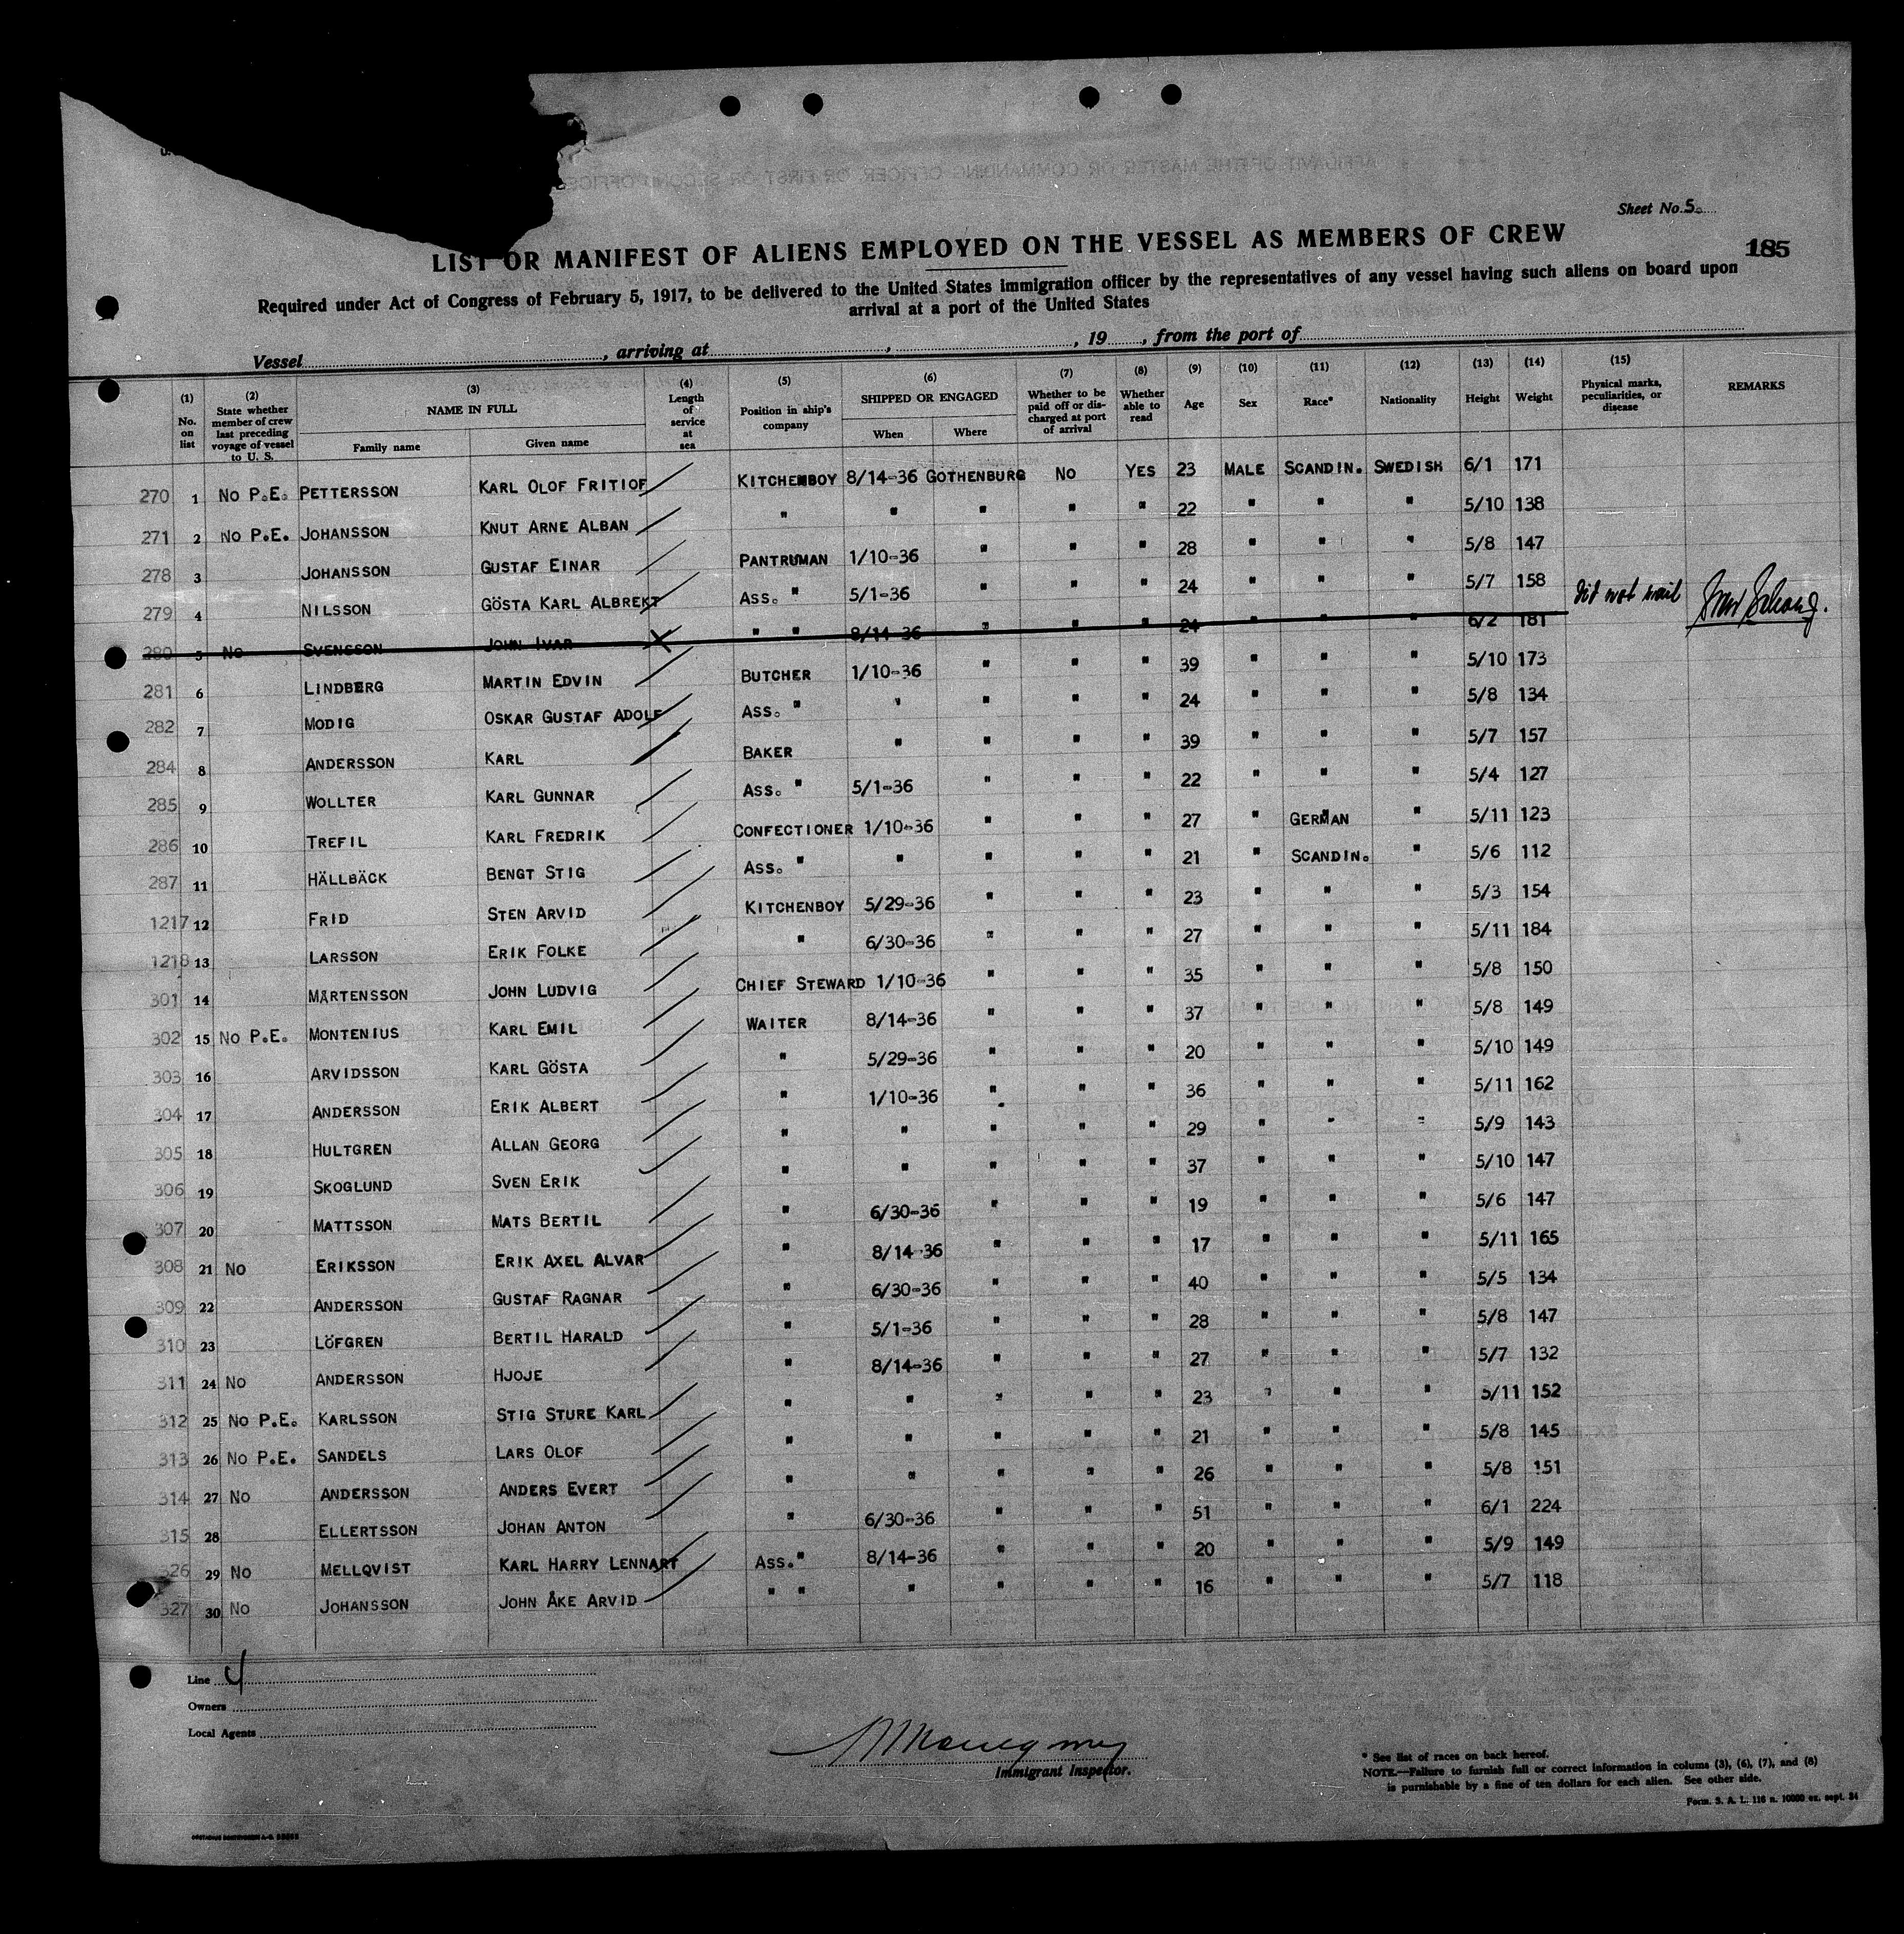 Sheet No. 5.
LIST OR MANIFEST OF ALIENS EMPLOYED ON THE VESSEL AS MEMBERS OF CREW
185
Required under Act of Congress of February 5, 1917, to be delivered to the United States immigration officer by the representatives of any vessel having such aliens on board upon
arrival at a port of the United States
Vessel , arriving at , , 19 , from the port of
(1) No. on list (2) State whether member of crew last preceding voyage of vessel to U. S. (3) NAME IN FULL Family name Given name (4) Length of service at sea (5) Position in ship's company (6) SHIPPED OR ENGAGED When Where (7) Whether to be paid off or discharged at port of arrival (8) Whether able to read (9) Age (10) Sex (11) Race* (12) Nationality (13) Height (14) Weight (15) Physical marks, peculiarities, or disease REMARKS
270 1 NO P.E. PETTERSSON KARL OLOF FRITIOF KITCHENBOY 8/14-36 GOTHENBURG NO YES 23 MALE SCANDIN. SWEDISH 6/1 171
271 2 NO P.E. JOHANSSON KNUT ARNE ALBAN " " " " " 22 " " " 5/10 138
278 3 JOHANSSON GUSTAF EINAR PANTRUMAN 1/10-36 " " " 28 " " " 5/8 147
279 4 NILSSON GÖSTA KARL ALBREKT ASS. " 5/1-36 " " " 24 " " " 5/7 158
280 5 NO SVENSSON JOHN IVAR " " 8/14-36 " " " 24 " " " 6/2 181 did not sail
281 6 LINDBERG MARTIN EDVIN BUTCHER 1/10-36 " " " 39 " " " 5/10 173
282 7 MODIG OSKAR GUSTAF ADOLF ASS. " " " " " 24 " " " 5/8 134
284 8 ANDERSSON KARL BAKER " " " " 39 " " " 5/7 157
285 9 WOLLTER KARL GUNNAR ASS. " 5/1-36 " " " 22 " " " 5/4 127
286 10 TREFIL KARL FREDRIK CONFECTIONER 1/10-36 " " " 27 " GERMAN " 5/11 123
287 11 HÄLLBÄCK BENGT STIG ASS. " " " " " 21 " SCANDIN. " 5/6 112
1217 12 FRID STEN ARVID KITCHENBOY 5/29-36 " " " 23 " " " 5/3 154
1218 13 LARSSON ERIK FOLKE " 6/30-36 " " " 27 " " " 5/11 184
301 14 MÅRTENSSON JOHN LUDVIG CHIEF STEWARD 1/10-36 " " " 35 " " " 5/8 150
302 15 NO P.E. MONTENIUS KARL EMIL WAITER 8/14-36 " " " 37 " " " 5/8 149
303 16 ARVIDSSON KARL GÖSTA " 5/29-36 " " " 20 " " " 5/10 149
304 17 ANDERSSON ERIK ALBERT " 1/10-36 " " " 36 " " " 5/11 162
305 18 HULTGREN ALLAN GEORG " " " " " 29 " " " 5/9 143
306 19 SKOGLUND SVEN ERIK " " " " " 37 " " " 5/10 147
307 20 MATTSSON MATS BERTIL " 6/30-36 " " " 19 " " " 5/6 147
308 21 NO ERIKSSON ERIK AXEL ALVAR " 8/14-36 " " " 17 " " " 5/11 165
309 22 ANDERSSON GUSTAF RAGNAR " 6/30-36 " " " 40 " " " 5/5 134
310 23 LÖFGREN BERTIL HARALD " 5/1-36 " " " 28 " " " 5/8 147
311 24 NO ANDERSSON HJOJE " 8/14-36 " " " 27 " " " 5/7 132
312 25 NO P.E. KARLSSON STIG STURE KARL " " " " " 23 " " " 5/11 152
313 26 NO P.E. SANDELS LARS OLOF " " " " " 21 " " " 5/8 145
314 27 NO ANDERSSON ANDERS EVERT " " " " " 26 " " " 5/8 151
315 28 ELLERTSSON JOHAN ANTON " 6/30-36 " " " 51 " " " 6/1 224
326 29 NO MELLQVIST KARL HARRY LENNART ASS. " 8/14-36 " " " 20 " " " 5/9 149
327 30 NO JOHANSSON JOHN ÅKE ARVID " " " " " " 16 " " " 5/7 118
Line 4
Owners
Local Agents
Immigrant Inspector.
* See list of races on back hereof.
NOTE.—Failure to furnish full or correct information in colums (3), (6), (7), and (8)
is purnishable by a fine of ten dollars for each alien. See other side.
Form. S. A. L. 116 n. 10000 ex. sept. 34